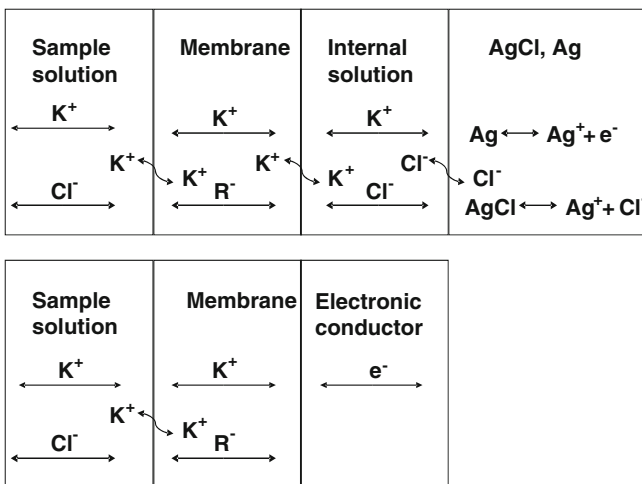 Sample solution
Membrane
Internal solution
AgCl, Ag
K+
K+
K+
Ag ⟷ Ag+ + e-
K+
K+
K+
K+
Cl-
Cl-
Cl-
R-
Cl-
AgCl ⟷ Ag+ + Cl-
Sample solution
Membrane
Electronic conductor
K+
K+
e-
K+
K+
Cl-
R-